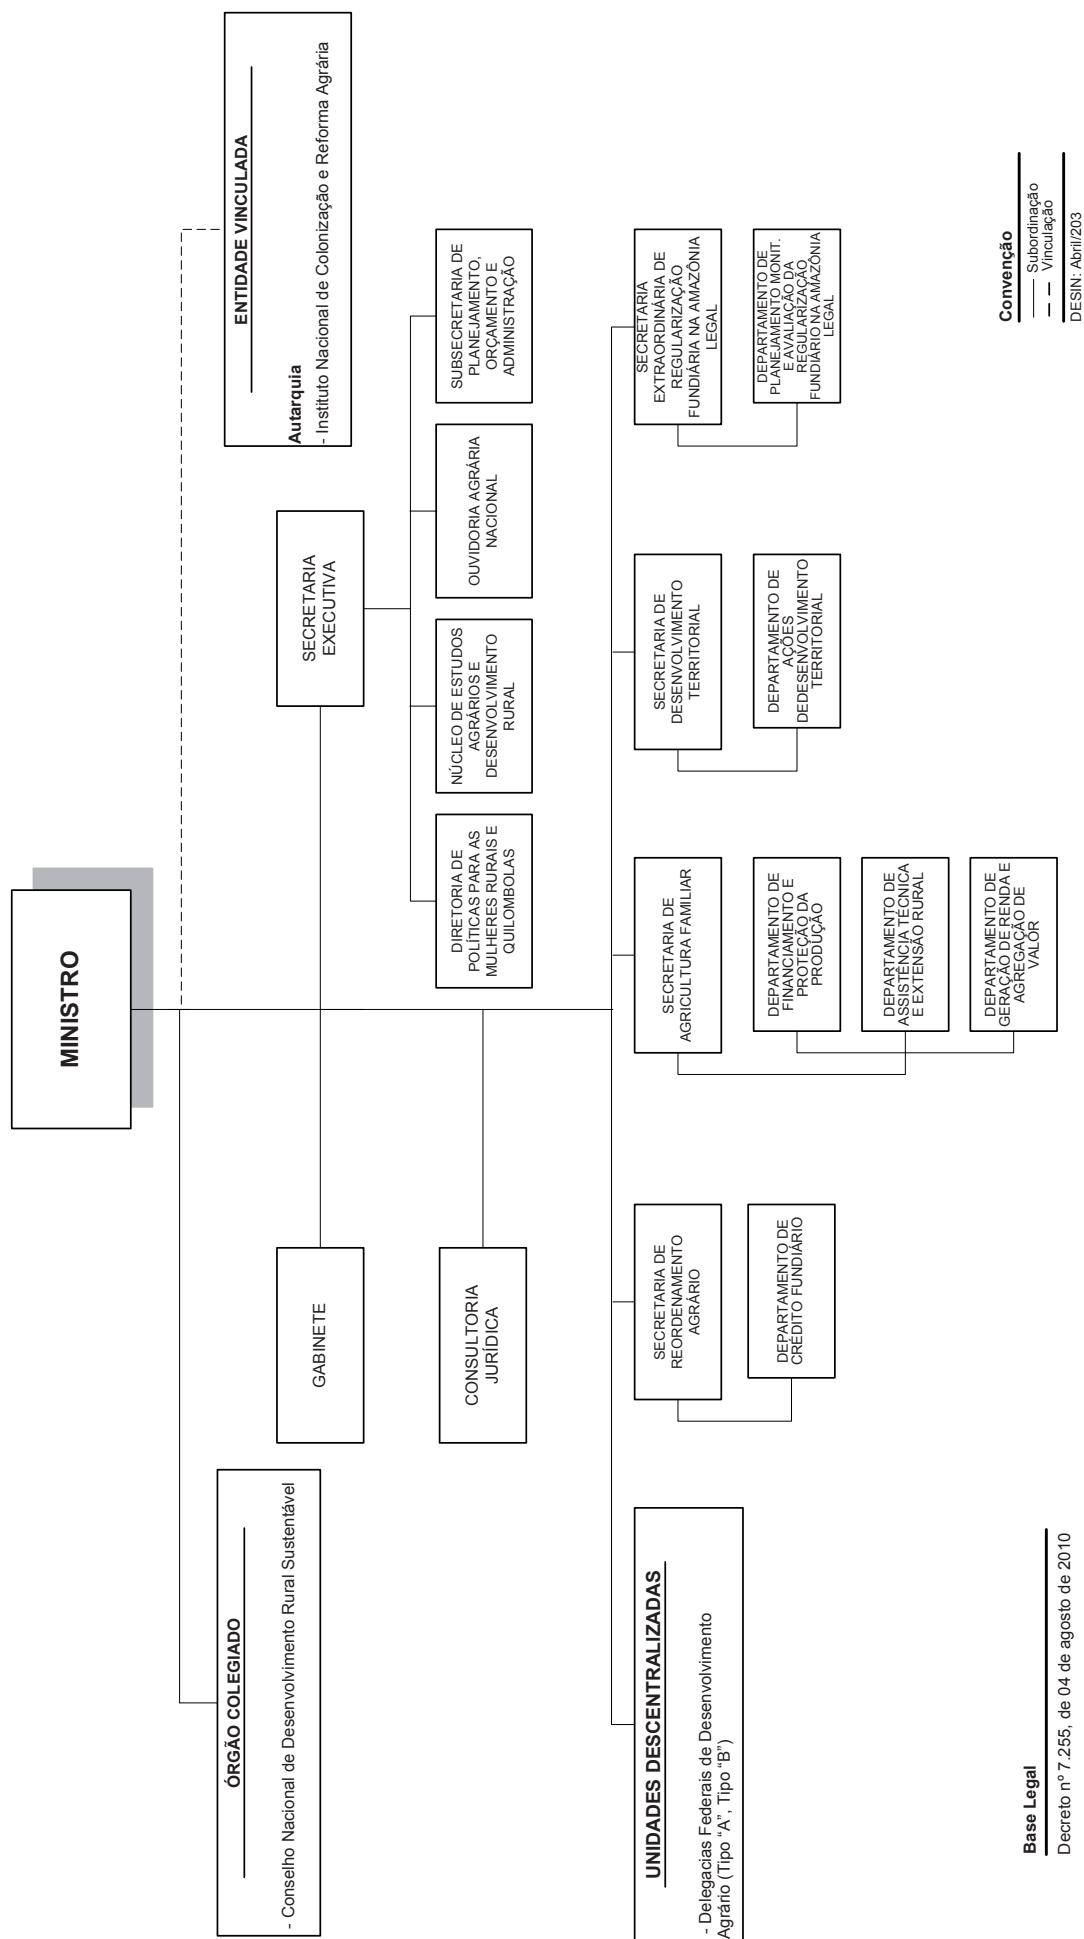 MINISTRO
ÓRGÃO COLEGIADO
- Conselho Nacional de Desenvolvimento Rural Sustentável
ENTIDADE VINCULADA
Autarquia
- Instituto Nacional de Colonização e Reforma Agrária
GABINETE
SECRETARIA
EXECUTIVA
CONSULTORIA
JURÍDICA
DIRETORIA DE
POLÍTICAS PARA AS
MULHERES RURAIS E
QUILOMBOLAS
NÚCLEO DE ESTUDOS
AGRÁRIOS E
DESENVOLVIMENTO
RURAL
OUVIDORIA AGRÁRIA
NACIONAL
SUBSECRETARIA DE
PLANEJAMENTO,
ORÇAMENTO E
ADMINISTRAÇÃO
UNIDADES DESCENTRALIZADAS
- Delegacias Federais de Desenvolvimento
Agrário (Tipo “A”, Tipo “B”)
SECRETARIA DE
REORDENAMENTO
AGRÁRIO
DEPARTAMENTO DE
CRÉDITO FUNDIÁRIO
SECRETARIA DE
AGRICULTURA FAMILIAR
DEPARTAMENTO DE
FINANCIAMENTO E
PROTEÇÃO DA
PRODUÇÃO
DEPARTAMENTO DE
ASSISTÊNCIA TÉCNICA
E EXTENSÃO RURAL
DEPARTAMENTO DE
GERAÇÃO DE RENDA E
AGREGAÇÃO DE
VALOR
SECRETARIA DE
DESENVOLVIMENTO
TERRITORIAL
DEPARTAMENTO DE
AÇÕES
DEDESENVOLVIMENTO
TERRITORIAL
SECRETARIA
EXTRAORDINÁRIA DE
REGULARIZAÇÃO
FUNDIÁRIA NA AMAZÔNIA
LEGAL
DEPARTAMENTO DE
PLANEJAMENTO MONIT.
E AVALIAÇÃO DA
REGULARIZAÇÃO
FUNDIÁRIO NA AMAZÔNIA
LEGAL
Base Legal
Decreto nº 7.255, de 04 de agosto de 2010
Convenção
Subordinação
Vinculação
DESIN: Abril/203